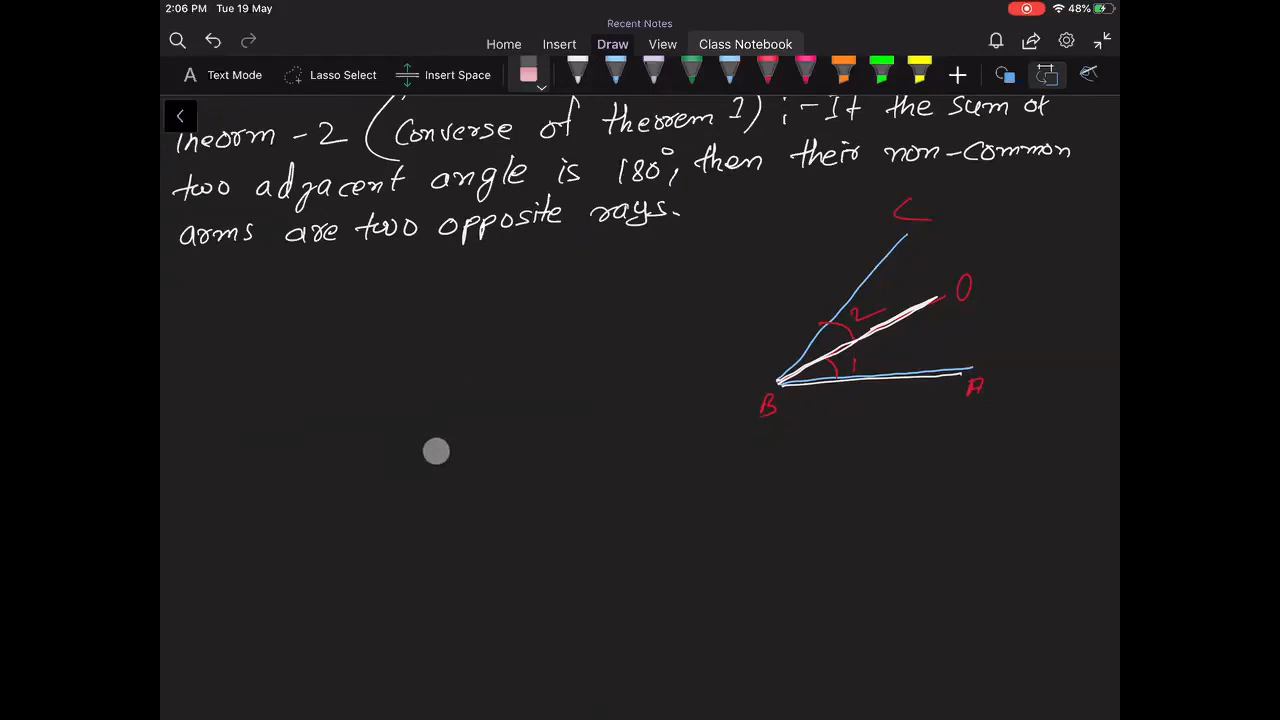 2:06 PM Tue 19 May
48%
Recent Notes
Home Insert Draw View Class Notebook
A Text Mode Lasso Select Insert Space
Theorm - 2 (Converse of theorem 1) ; - If the sum of
two adjacent angle is 180°, then their non-common
arms are two opposite rays.
C
O
2
1
A
B